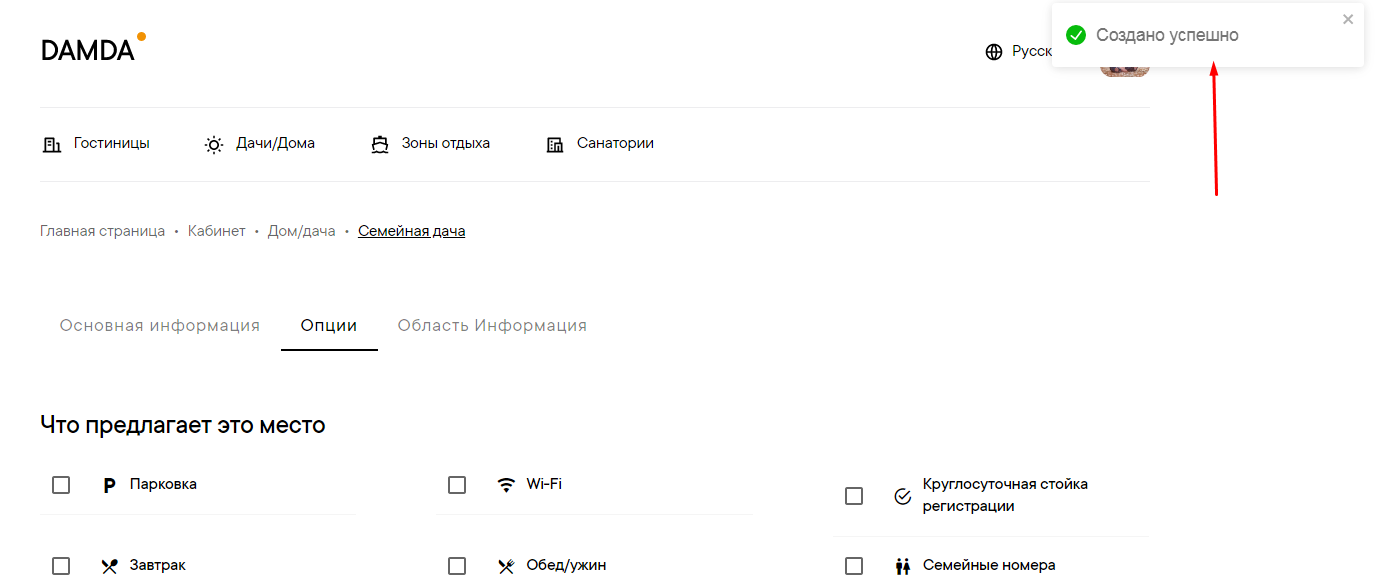 DAMDA
Русск
Создано успешно
Гостиницы
Дачи/Дома
Зоны отдыха
Санатории
Главная страница • Кабинет • Дом/дача • Семейная дача
Основная информация
Опции
Область Информация
Что предлагает это место
Парковка
Wi-Fi
Круглосуточная стойка
регистрации
Завтрак
Обед/ужин
Семейные номера